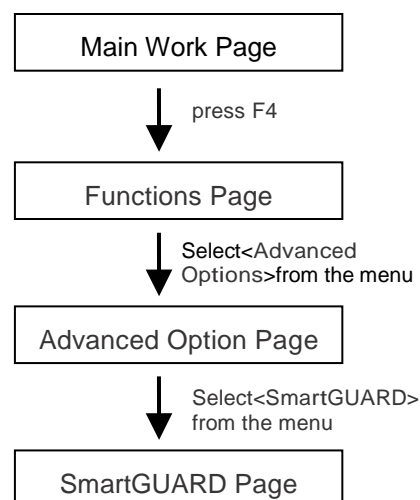 Main Work Page
press F4
Functions Page
Select<Advanced
Options>from the menu
Advanced Option Page
Select<SmartGUARD>
from the menu
SmartGUARD Page